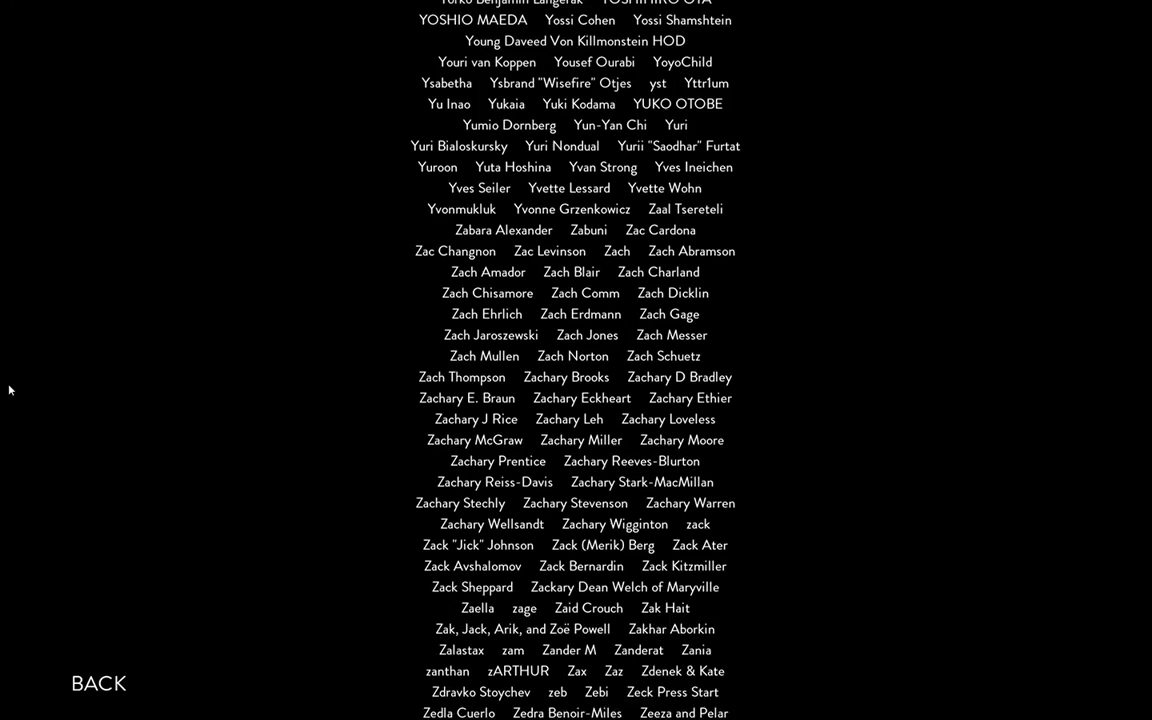 YOSHIO MAEDA Yossi Cohen Yossi Shamshtein
Young Daveed Von Killmonstein HOD
Youri van Koppen Yousef Ourabi YoyoChild
Ysabetha Ysbrand "Wisefire" Otjes yst Yttr1um
Yu Inao Yukaia Yuki Kodama YUKO OTOBE
Yumio Dornberg Yun-Yan Chi Yuri
Yuri Bialoskursky Yuri Nondual Yurii "Saodhar" Furtat
Yuroon Yuta Hoshina Yvan Strong Yves Ineichen
Yves Seiler Yvette Lessard Yvette Wohn
Yvonmukluk Yvonne Grzenkowicz Zaal Tsereteli
Zabara Alexander Zabuni Zac Cardona
Zac Changnon Zac Levinson Zach Zach Abramson
Zach Amador Zach Blair Zach Charland
Zach Chisamore Zach Comm Zach Dicklin
Zach Ehrlich Zach Erdmann Zach Gage
Zach Jaroszewski Zach Jones Zach Messer
Zach Mullen Zach Norton Zach Schuetz
Zach Thompson Zachary Brooks Zachary D Bradley
Zachary E. Braun Zachary Eckheart Zachary Ethier
Zachary J Rice Zachary Leh Zachary Loveless
Zachary McGraw Zachary Miller Zachary Moore
Zachary Prentice Zachary Reeves-Blurton
Zachary Reiss-Davis Zachary Stark-MacMillan
Zachary Stechly Zachary Stevenson Zachary Warren
Zachary Wellsandt Zachary Wigginton zack
Zack "Jick" Johnson Zack (Merik) Berg Zack Ater
Zack Avshalomov Zack Bernardin Zack Kitzmiller
Zack Sheppard Zackary Dean Welch of Maryville
Zaella zage Zaid Crouch Zak Hait
Zak, Jack, Arik, and Zoë Powell Zakhar Aborkin
Zalastax zam Zander M Zanderat Zania
zanthan zARTHUR Zax Zaz Zdenek & Kate
Zdravko Stoychev zeb Zebi Zeck Press Start
Zedla Cuerlo Zedra Benoir-Miles Zeeza and Pelar
BACK